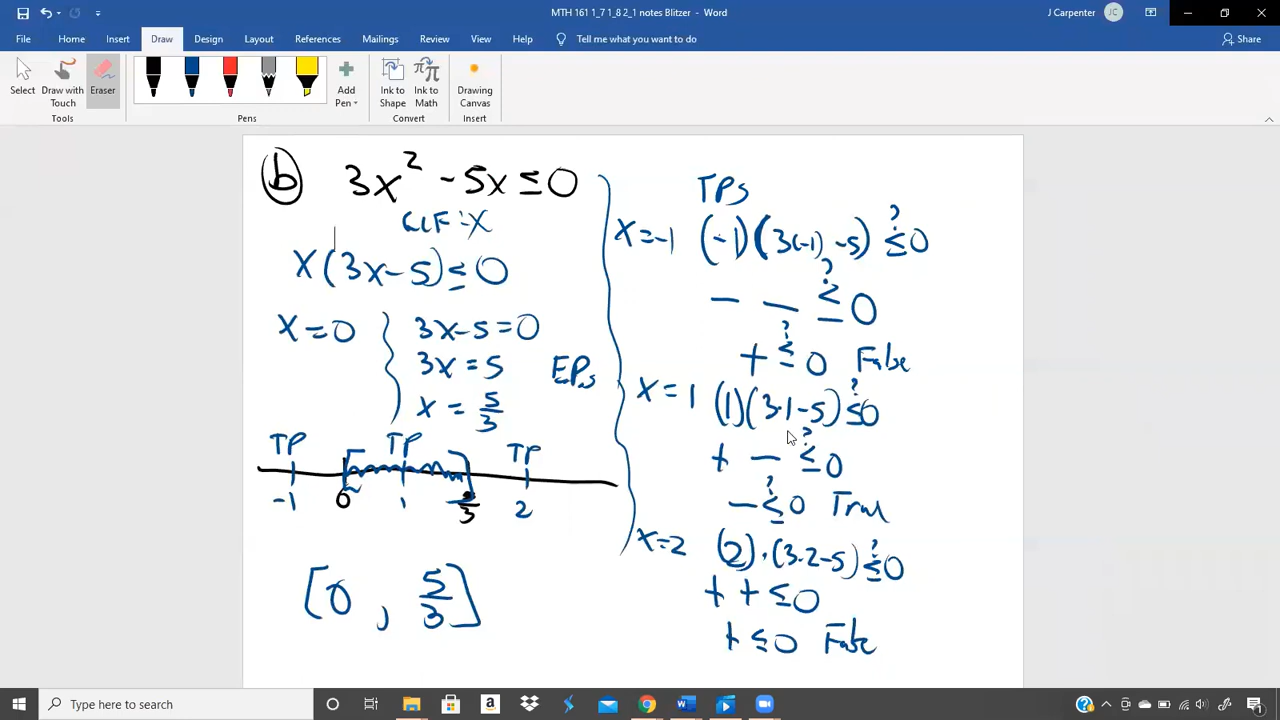 MTH 161 1_7 1_8 2_1 notes Blitzer - Word
J Carpenter JC
File Home Insert Draw Design Layout References Mailings Review View Help Tell me what you want to do Share
Select Draw with Touch Eraser Add Pen Ink to Shape Ink to Math Drawing Canvas
Tools Pens Convert Insert
b 3x² - 5x ≤ 0
GCF: X
x(3x-5) ≤ 0
x = 0 3x-5 = 0
3x = 5 EPs
x = 5/3
TP TP TP
-1 0 1 5/3 2
[0, 5/3]
TPs
x = -1 (-1)(3(-1)-5) ≤? 0
- - ≤? 0
+ ≤? 0 False
x = 1 (1)(3·1-5) ≤? 0
+ - ≤? 0
- ≤? 0 True
x = 2 (2)·(3·2-5) ≤? 0
+ + ≤ 0
+ ≤ 0 False
Type here to search